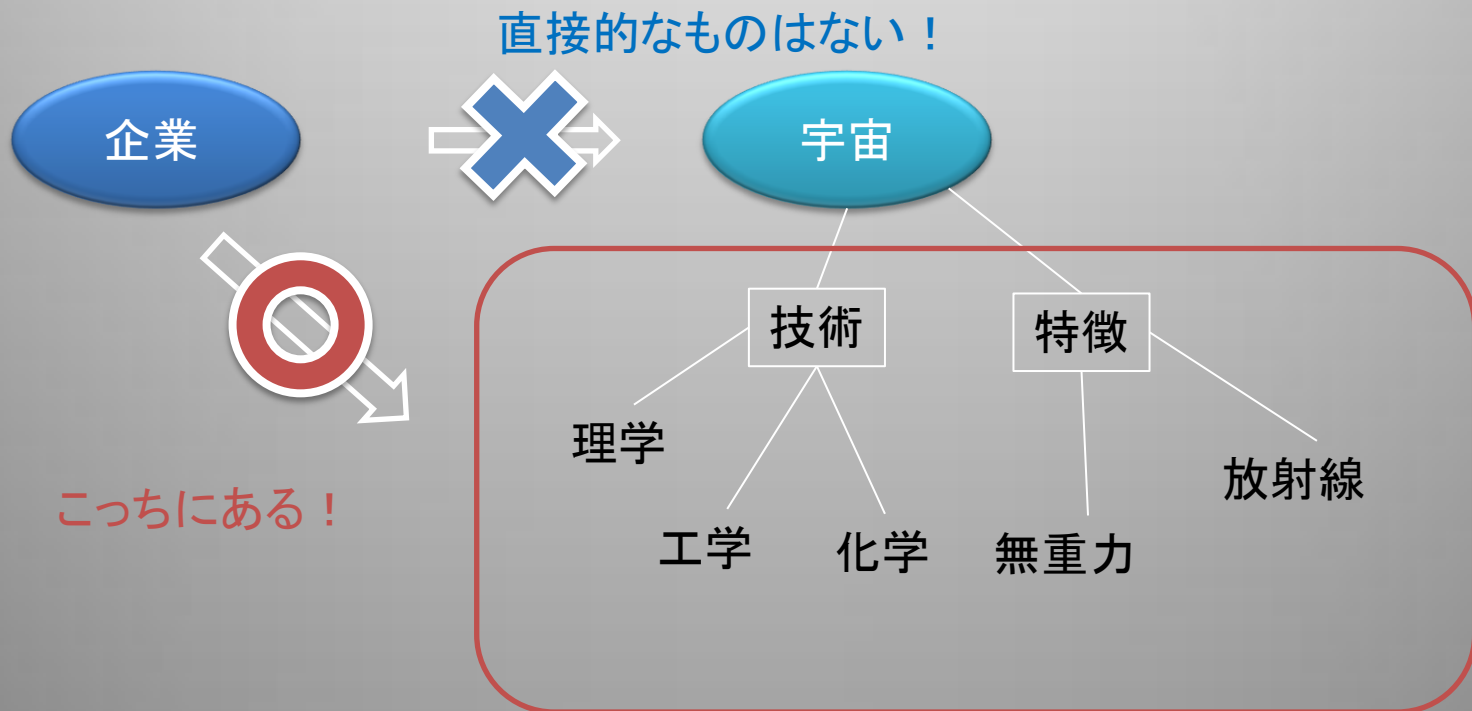 直接的なものはない！
企業
宇宙
技術
特徴
理学
放射線
こっちにある！
工学
化学
無重力